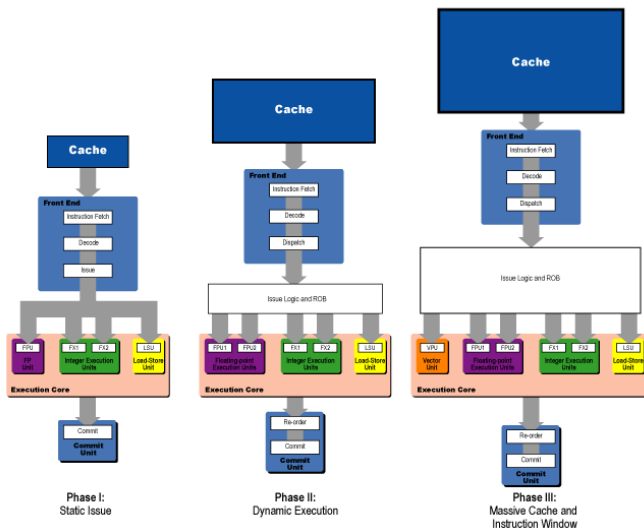 Cache
Front End
Instruction Fetch
Decode
Issue
FPU
FX1
FX2
LSU
FP
Unit
Integer Execution
Units
Load-Store
Unit
Execution Core
Commit
Commit
Unit
Phase I:
Static Issue
Cache
Front End
Instruction Fetch
Decode
Dispatch
Issue Logic and ROB
FPU1
FPU2
FX1
FX2
LSU
Floating-point
Execution Units
Integer Execution
Units
Load-Store
Unit
Execution Core
Re-order
Commit
Commit
Unit
Phase II:
Dynamic Execution
Cache
Front End
Instruction Fetch
Decode
Dispatch
Issue Logic and ROB
VPU
FPU1
FPU2
FX1
FX2
LSU
Vector
Unit
Floating-point
Execution Units
Integer Execution
Units
Load-Store
Unit
Execution Core
Re-order
Commit
Commit
Unit
Phase III:
Massive Cache and
Instruction Window